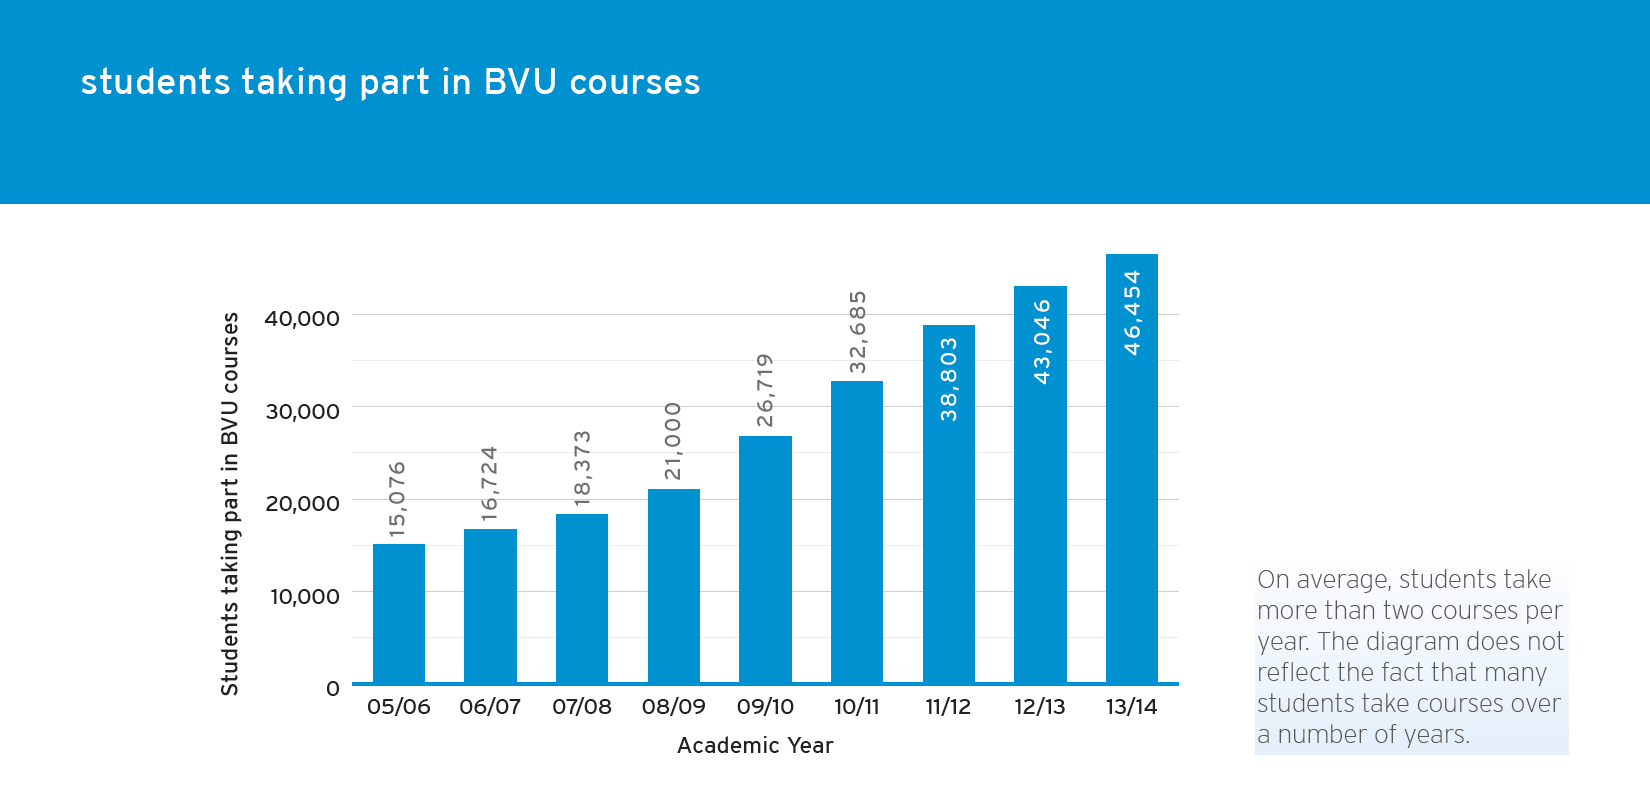 students taking part in BVU courses
Students taking part in BVU courses
40,000
30,000
20,000
10,000
0
15,076
16,724
18,373
21,000
26,719
32,685
38,803
43,046
46,454
05/06 06/07 07/08 08/09 09/10 10/11 11/12 12/13 13/14
Academic Year
On average, students take
more than two courses per
year. The diagram does not
reflect the fact that many
students take courses over
a number of years.